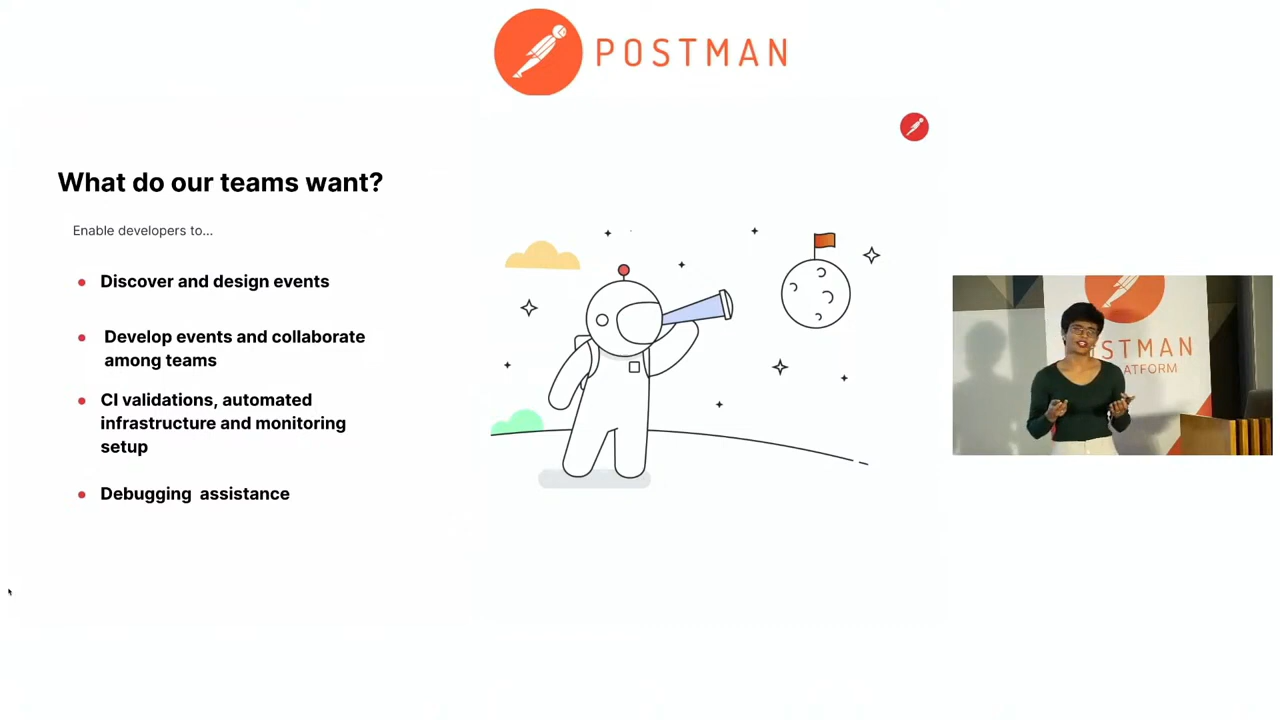 POSTMAN
What do our teams want?
Enable developers to...
• Discover and design events
• Develop events and collaborate
among teams
• CI validations, automated
infrastructure and monitoring
setup
• Debugging assistance
STMAN
ATFORM